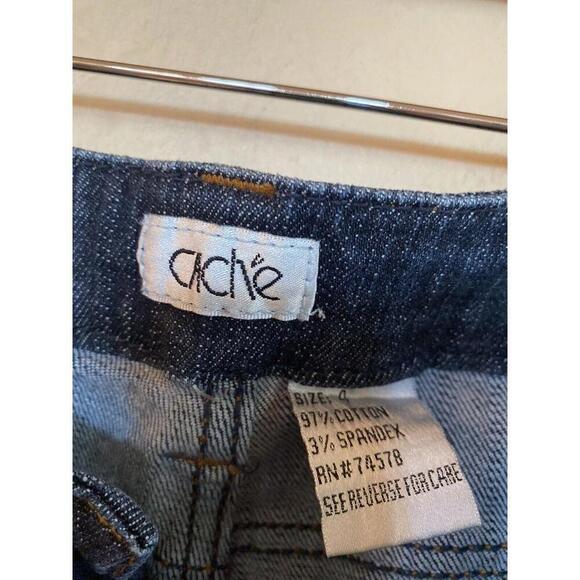 Caché
SIZE: 4
97% COTTON
3% SPANDEX
RN# 74578
SEE REVERSE FOR CARE